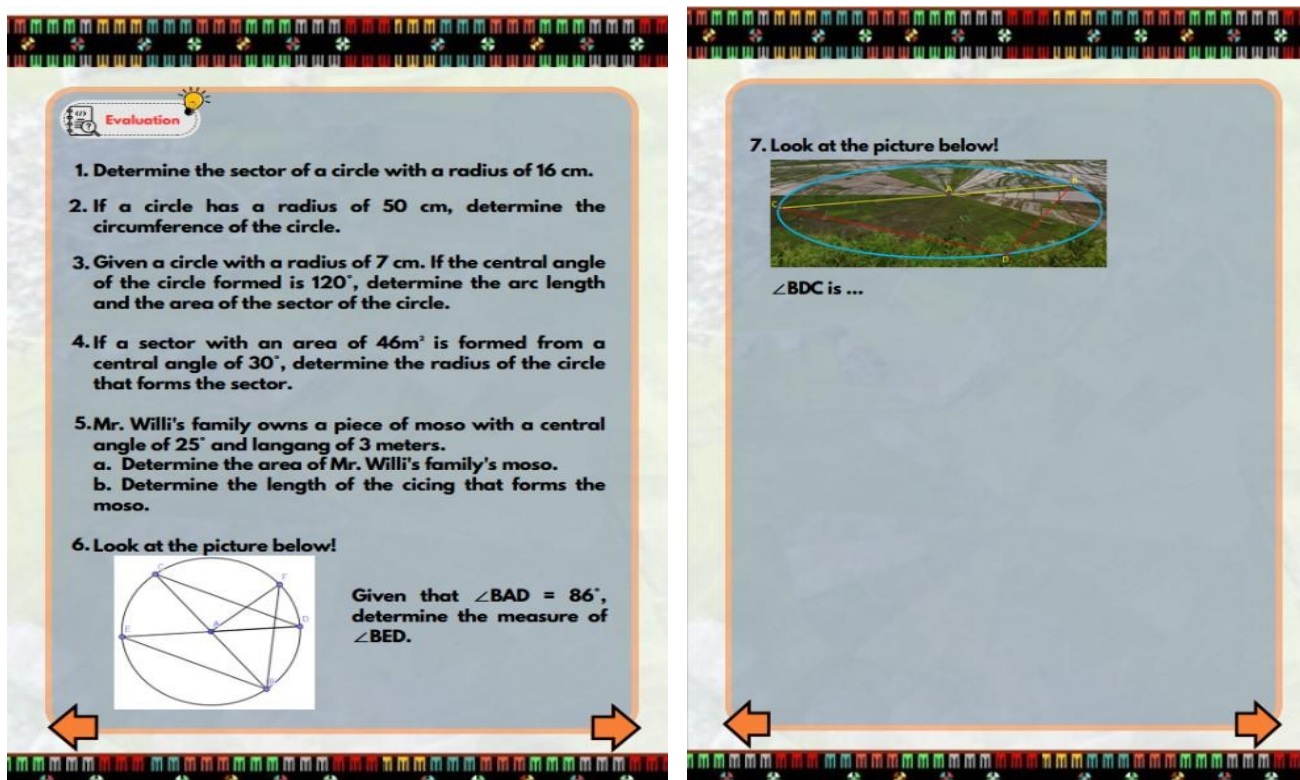 Evaluation
1. Determine the sector of a circle with a radius of 16 cm.
2. If a circle has a radius of 50 cm, determine the
circumference of the circle.
3. Given a circle with a radius of 7 cm. If the central angle
of the circle formed is 120°, determine the arc length
and the area of the sector of the circle.
4. If a sector with an area of 46m² is formed from a
central angle of 30°, determine the radius of the circle
that forms the sector.
5. Mr. Willi's family owns a piece of moso with a central
angle of 25° and langang of 3 meters.
a. Determine the area of Mr. Willi's family's moso.
b. Determine the length of the cicing that forms the
moso.
6. Look at the picture below!
C
F
A
D
E
B
Given that ∠BAD = 86°,
determine the measure of
∠BED.
7. Look at the picture below!
A
B
C
D
∠BDC is ...